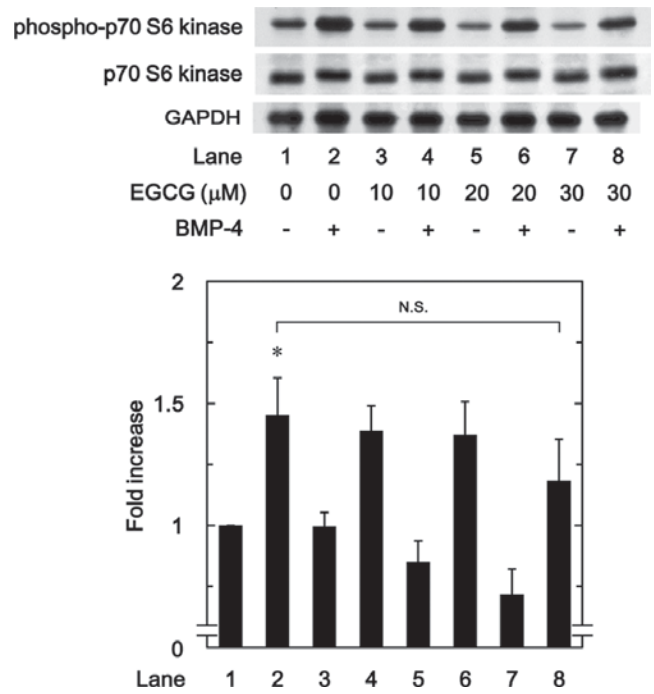 phospho-p70 S6 kinase
p70 S6 kinase
GAPDH
Lane 1 2 3 4 5 6 7 8
EGCG (μM) 0 0 10 10 20 20 30 30
BMP-4 - + - + - + - +
2
N.S.
*
1.5
Fold increase
1
0
Lane 1 2 3 4 5 6 7 8